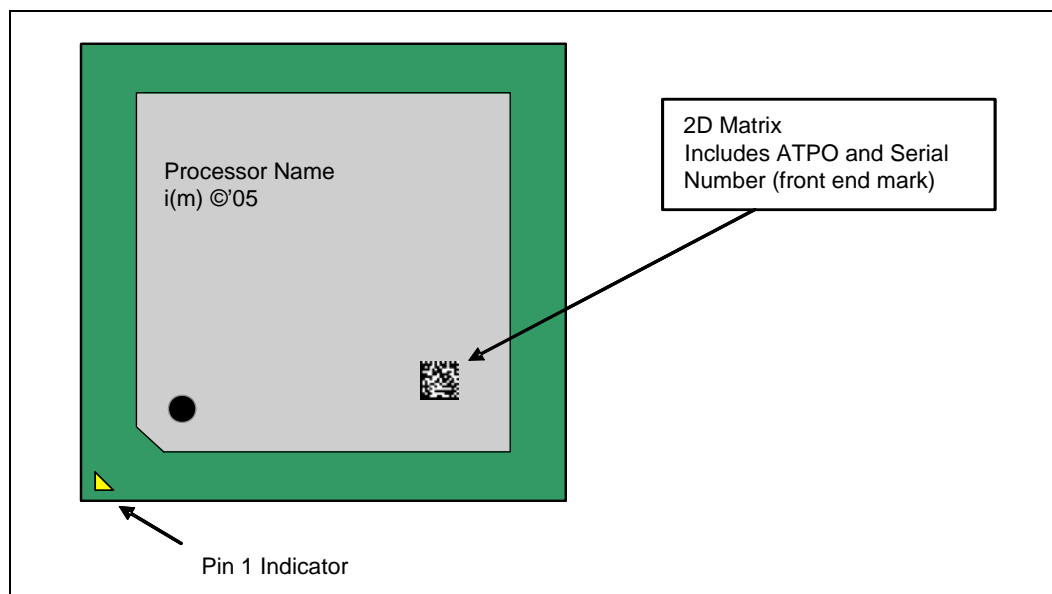 Processor Name
i(m) ©’05
2D Matrix
Includes ATPO and Serial
Number (front end mark)
Pin 1 Indicator